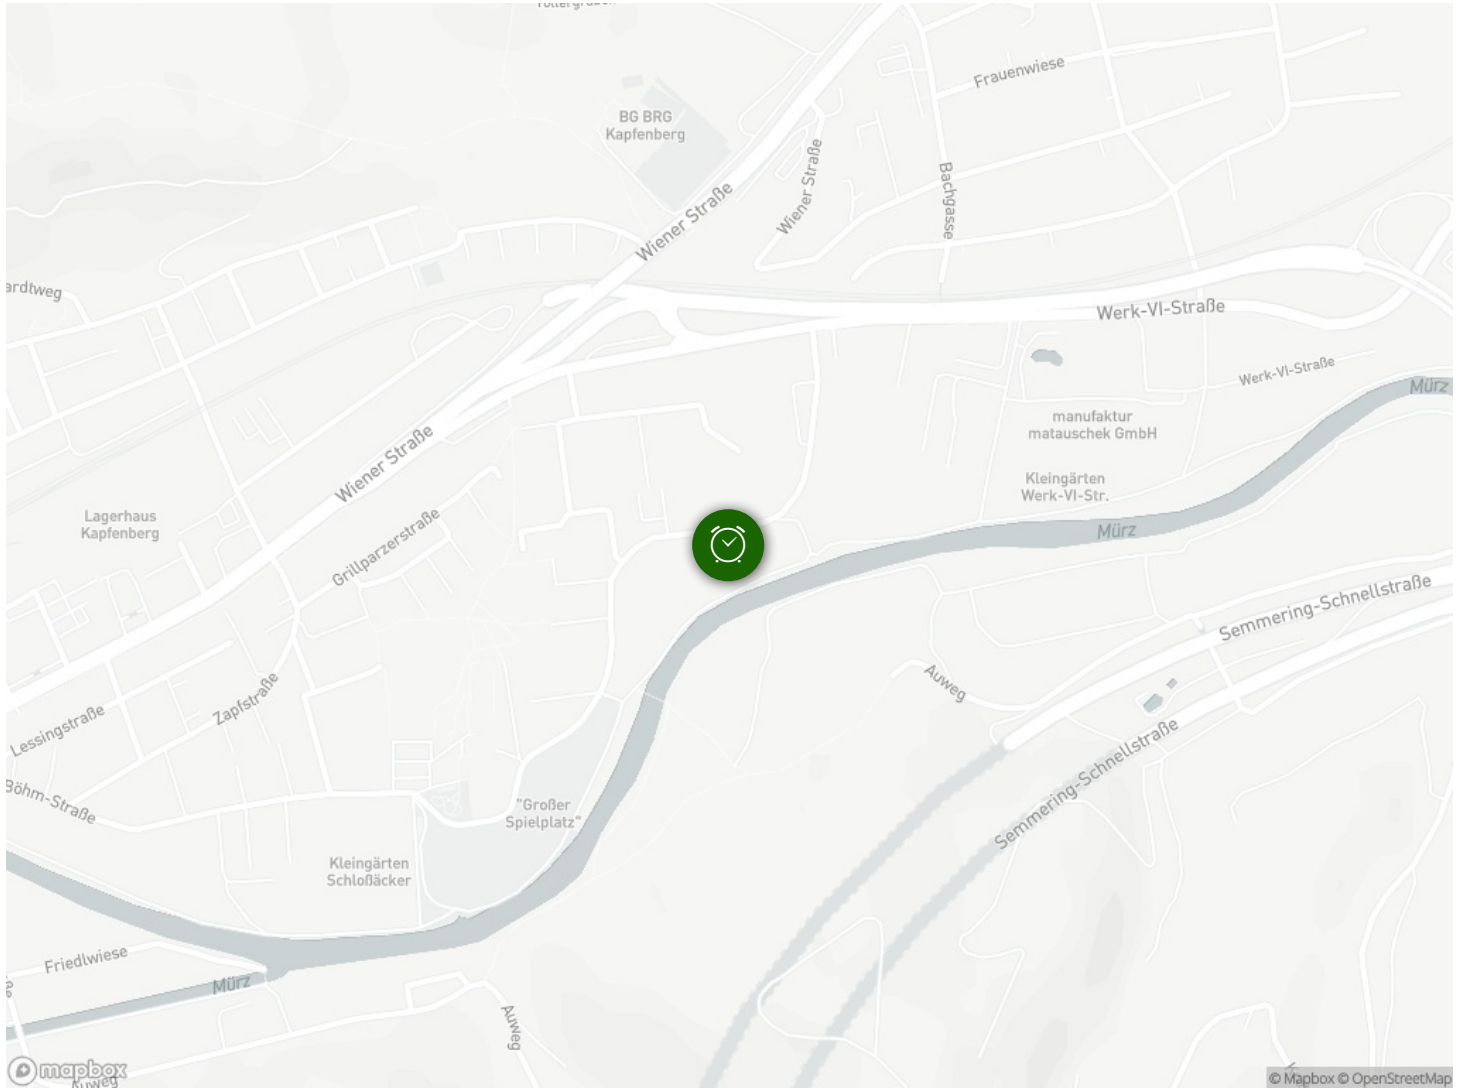 Frauenwiese
BG BRG
Kapfenberg
Wiener Straße
Bachgasse
Wiener Straße
ardtweg
Werk-VI-Straße
Werk-VI-Straße
Mürz
manufaktur
matauschek GmbH
Wiener Straße
Kleingärten
Werk-VI-Str.
Lagerhaus
Kapfenberg
Grillparzerstraße
Mürz
Semmering-Schnellstraße
Auweg
Zapfstraße
Lessingstraße
Semmering-Schnellstraße
Böhm-Straße
"Großer
Spielplatz"
Kleingärten
Schloßäcker
Friedlwiese
Mürz
Auweg
mapbox
Auweg
© Mapbox © OpenStreetMap